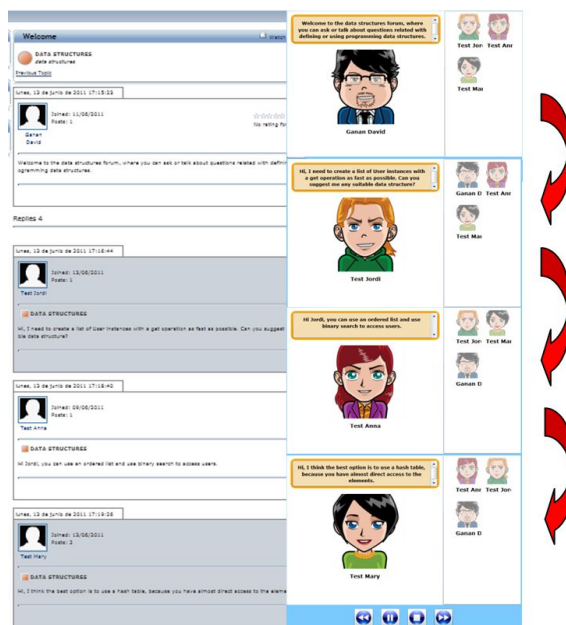 Welcome
Watch
DATA STRUCTURES
data structures
Previous Topic
lunes, 13 de junio de 2011 17:15:23
Joined: 11/05/2011
Posts: 1
No rating for
Ganan
David
Welcome to the data structures forum, where you can ask or talk about questions related with defining
ogramming data structures.
Replies 4
lunes, 13 de junio de 2011 17:16:44
Joined: 13/06/2011
Posts: 1
Test Jordi
DATA STRUCTURES
Hi, I need to create a list of User instances with a get operation as fast as possible. Can you suggest
ble data structure?
lunes, 13 de junio de 2011 17:18:40
Joined: 09/06/2011
Posts: 1
Test Anna
DATA STRUCTURES
Hi Jordi, you can use an ordered list and use binary search to access users.
lunes, 13 de junio de 2011 17:19:26
Joined: 13/06/2011
Posts: 2
Test Mary
DATA STRUCTURES
Hi, I think the best option is to use a hash table, because you have almost direct access to the eleme
Welcome to the data structures forum, where
you can ask or talk about questions related with
defining or using programming data structures.
Ganan David
Test Jor
Test Ann
Test Mar
Hi, I need to create a list of User instances with
a get operation as fast as possible. Can you
suggest me any suitable data structure?
Test Jordi
Ganan D
Test Ann
Test Mar
Hi Jordi, you can use an ordered list and use
binary search to access users.
Test Anna
Test Jor
Test Mar
Ganan D
Hi, I think the best option is to use a hash table,
because you have almost direct access to the
elements.
Test Mary
Test Ann
Test Jor
Ganan D